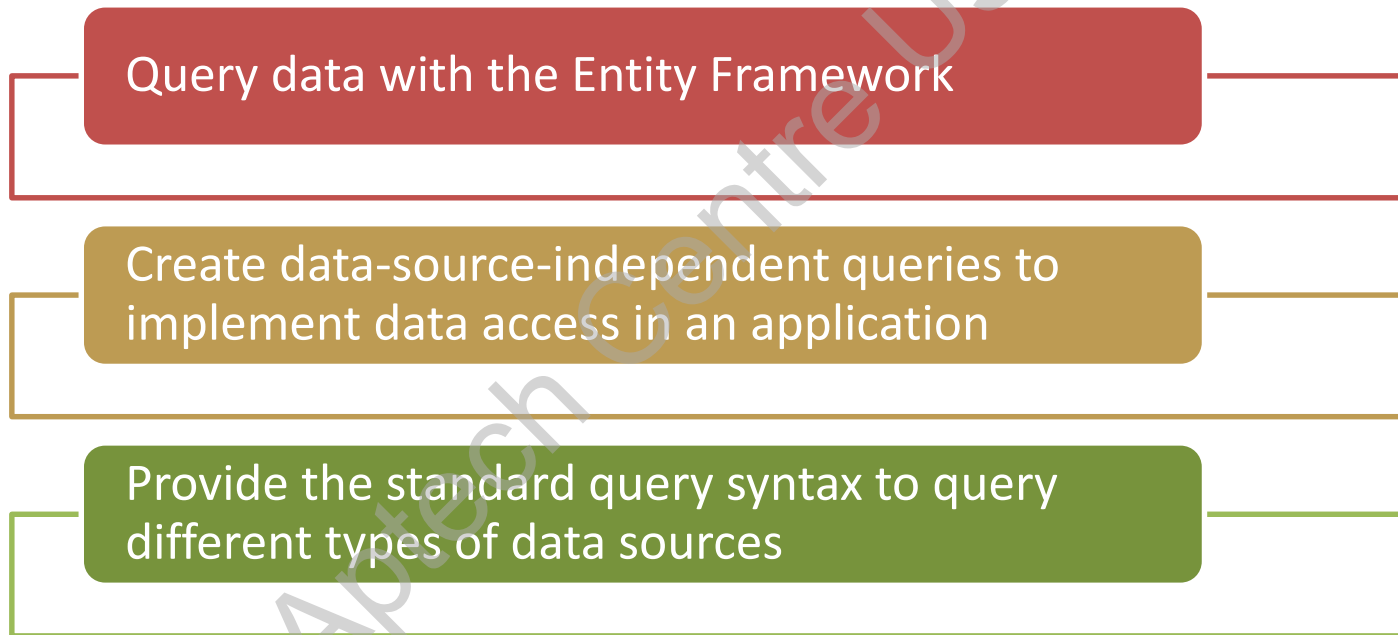 Query data with the Entity Framework
Create data-source-independent queries to
implement data access in an application
Provide the standard query syntax to query
different types of data sources
Aptech Centre